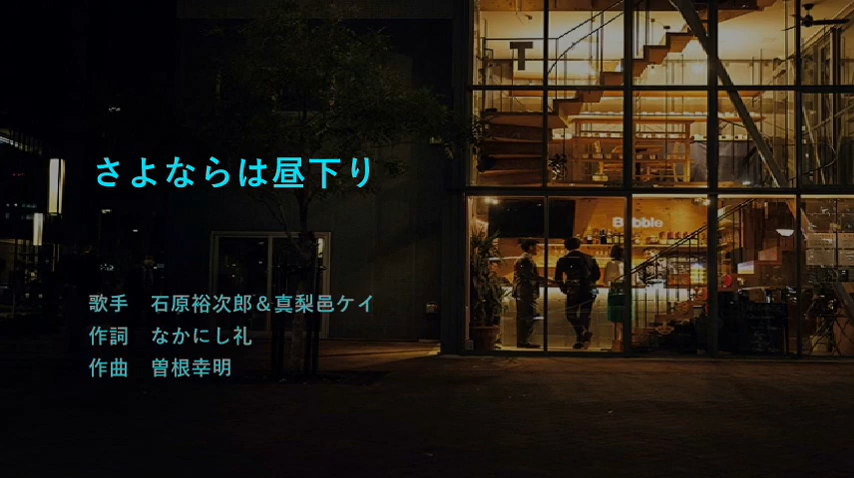 さよならは昼下り
歌手　石原裕次郎＆真梨邑ケイ
作詞　なかにし礼
作曲　曽根幸明
T
Bubble